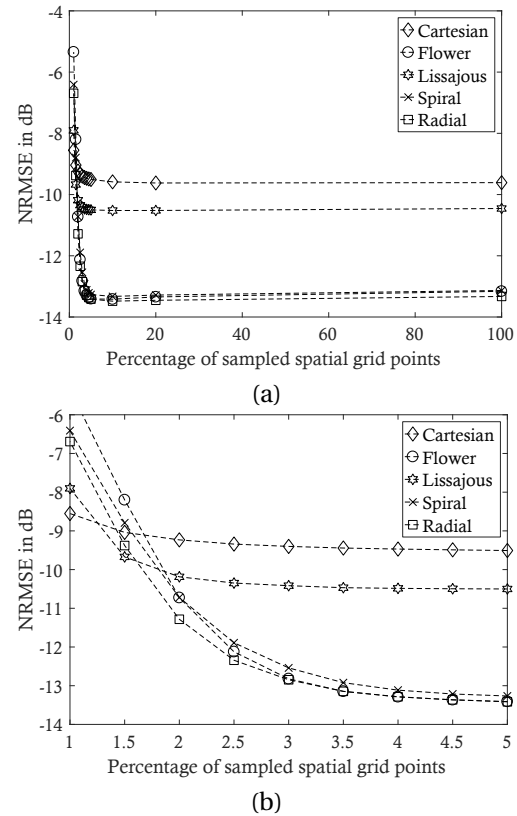 -4
-6
-8
-10
-12
-14
NRMSE in dB
Cartesian
Flower
Lissajous
Spiral
Radial
0 20 40 60 80 100
Percentage of sampled spatial grid points
(a)
-6
-7
-8
-9
-10
-11
-12
-13
-14
NRMSE in dB
Cartesian
Flower
Lissajous
Spiral
Radial
1 1.5 2 2.5 3 3.5 4 4.5 5
Percentage of sampled spatial grid points
(b)